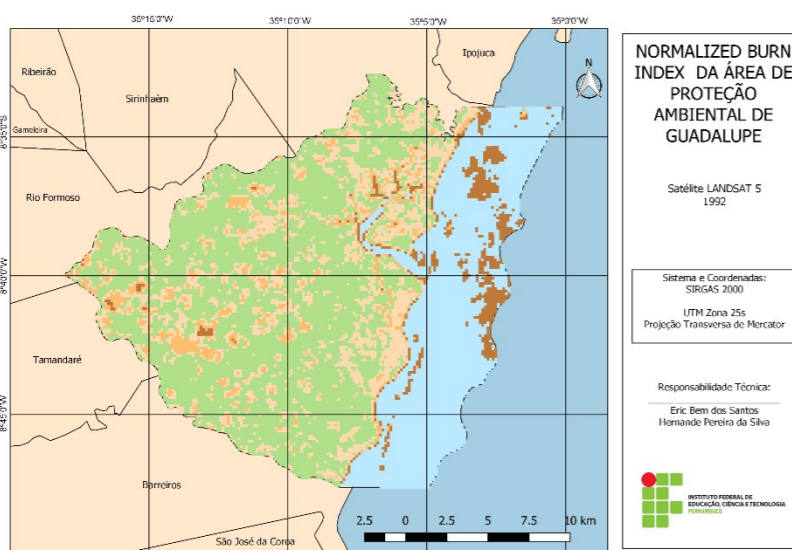 35°16'0"W 35°10'0"W 35°5'0"W 35°0'0"W
Ipojuca
N
Ribeirão
Sirinhaém
Gameleira
8°35'0"S
Rio Formoso
8°40'0"W
Tamandaré
8°45'0"W
Barreiros
São José da Coroa
2.5 0 2.5 5 7.5 10 km
NORMALIZED BURN
INDEX DA ÁREA DE
PROTEÇÃO
AMBIENTAL DE
GUADALUPE
Satélite LANDSAT 5
1992
Sistema e Coordenadas:
SIRGAS 2000
UTM Zona 25s
Projeção Transversa de Mercator
Responsabilidade Técnica:
Eric Bem dos Santos
Hernande Pereira da Silva
INSTITUTO FEDERAL DE
EDUCAÇÃO, CIÊNCIA E TECNOLOGIA
PERNAMBUCO